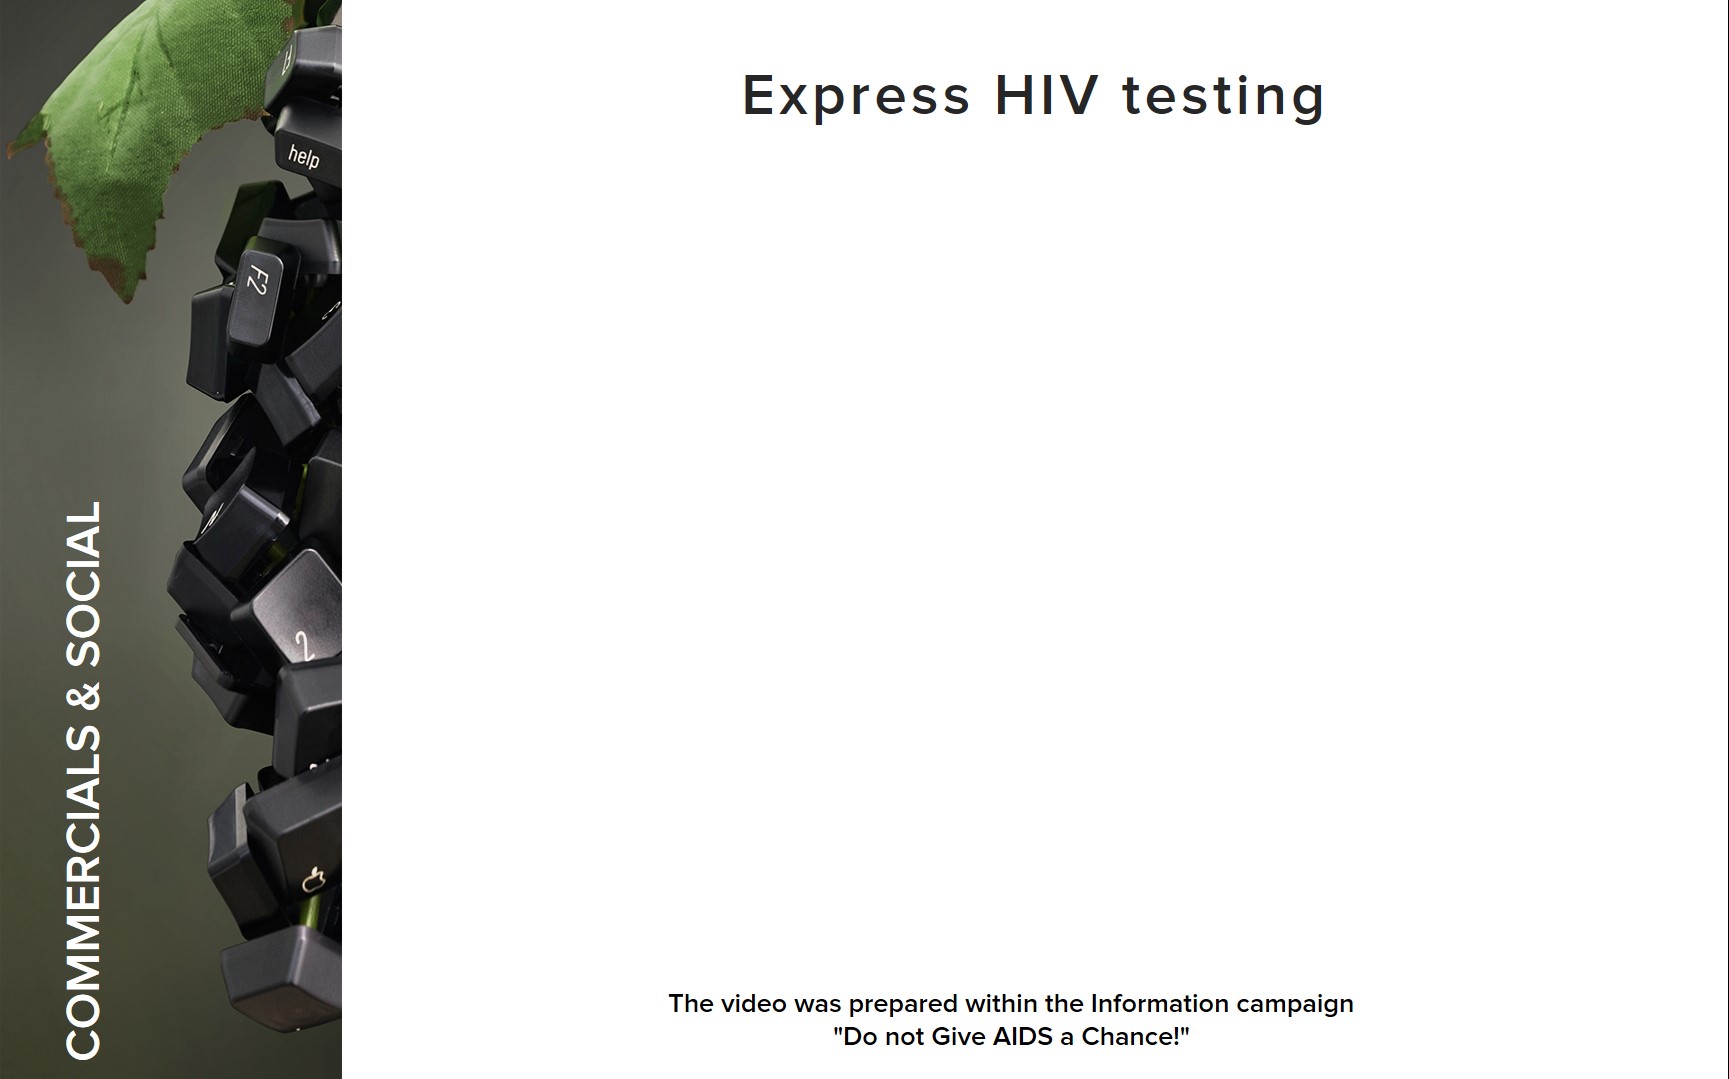 Express HIV testing
help
F2
2
COMMERCIALS & SOCIAL
The video was prepared within the Information campaign
"Do not Give AIDS a Chance!"